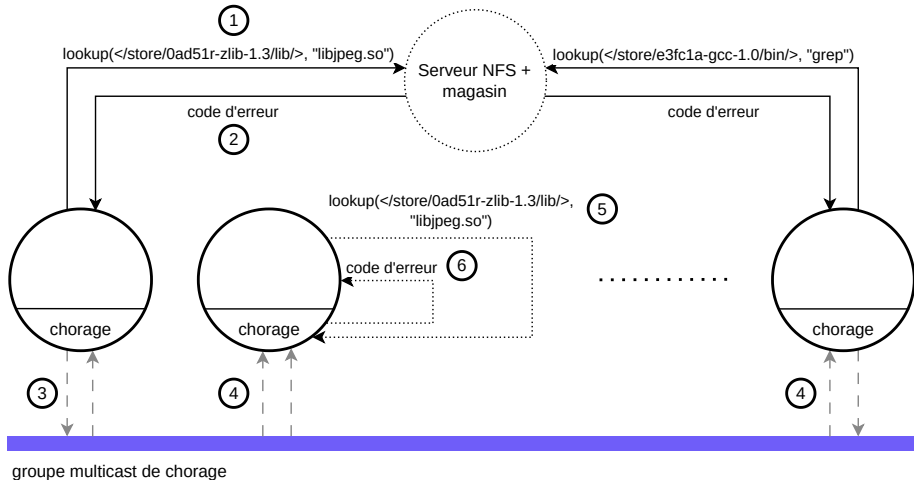 1
lookup(</store/0ad51r-zlib-1.3/lib/>, "libjpeg.so")
lookup(</store/e3fc1a-gcc-1.0/bin/>, "grep")
Serveur NFS +
magasin
code d'erreur
code d'erreur
2
lookup(</store/0ad51r-zlib-1.3/lib/>,
"libjpeg.so")
5
code d'erreur
6
chorage
chorage
chorage
3
4
4
groupe multicast de chorage